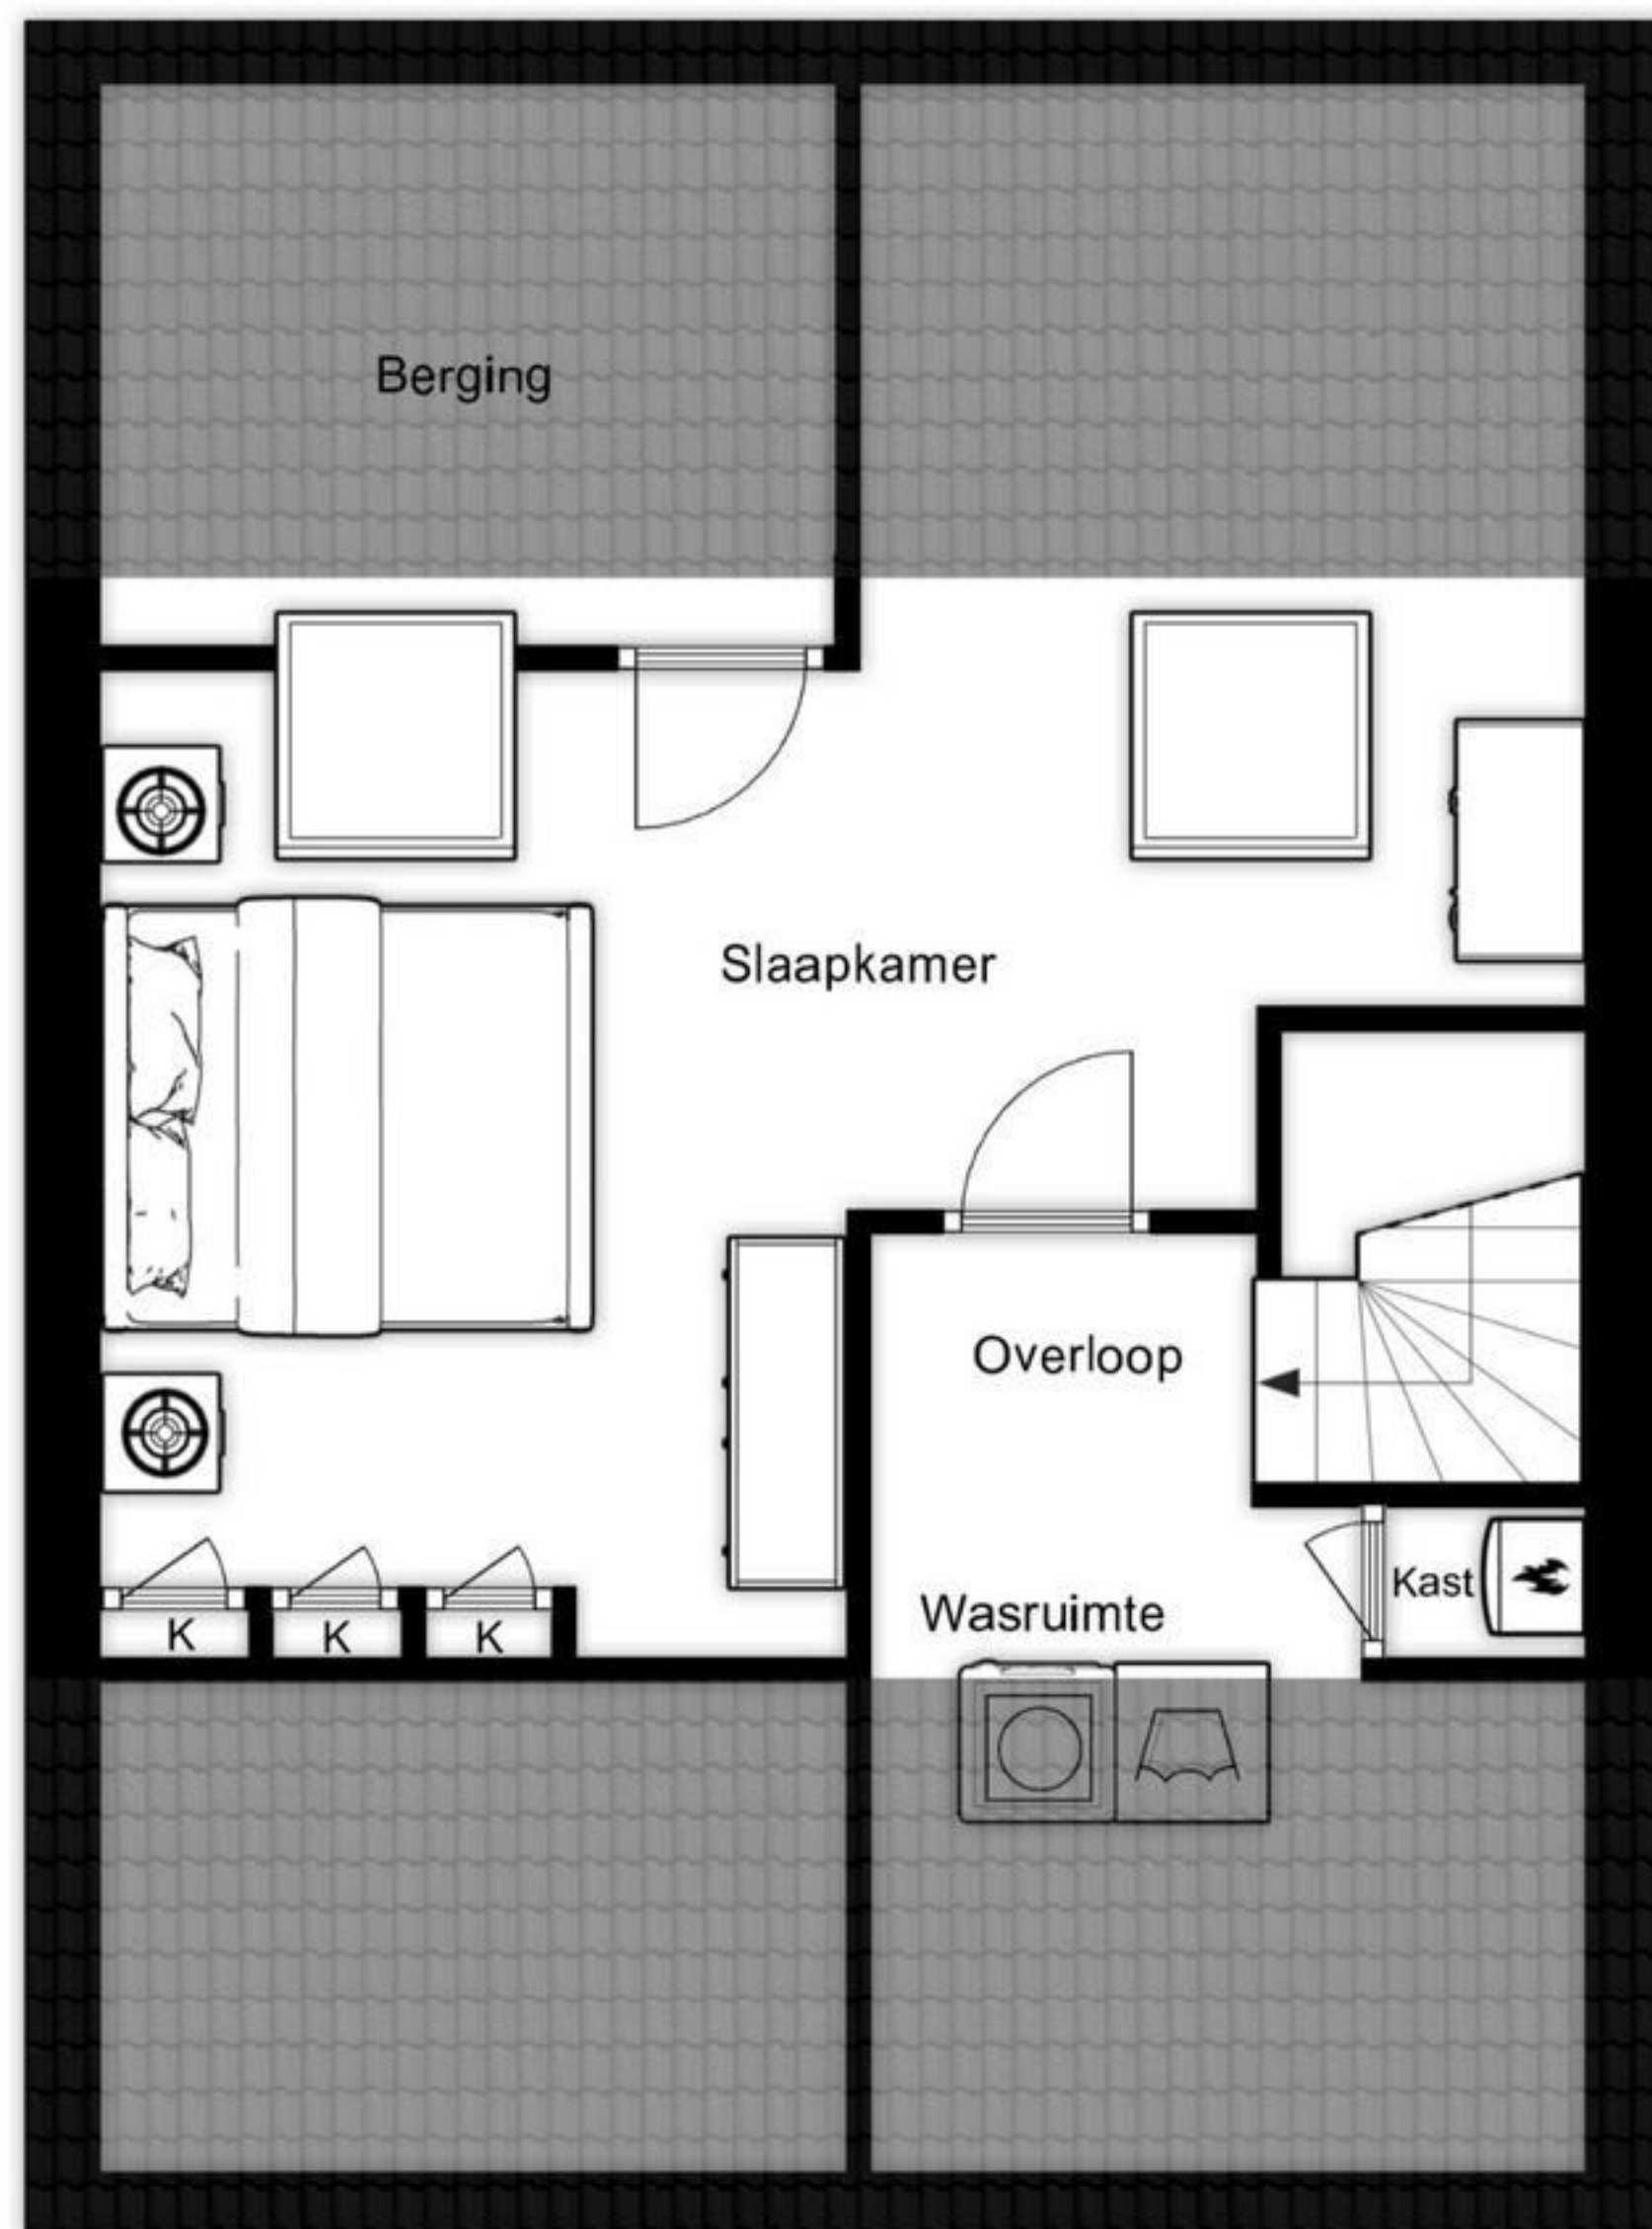 Berging
Slaapkamer
Overloop
Kast
Wasruimte
K K K